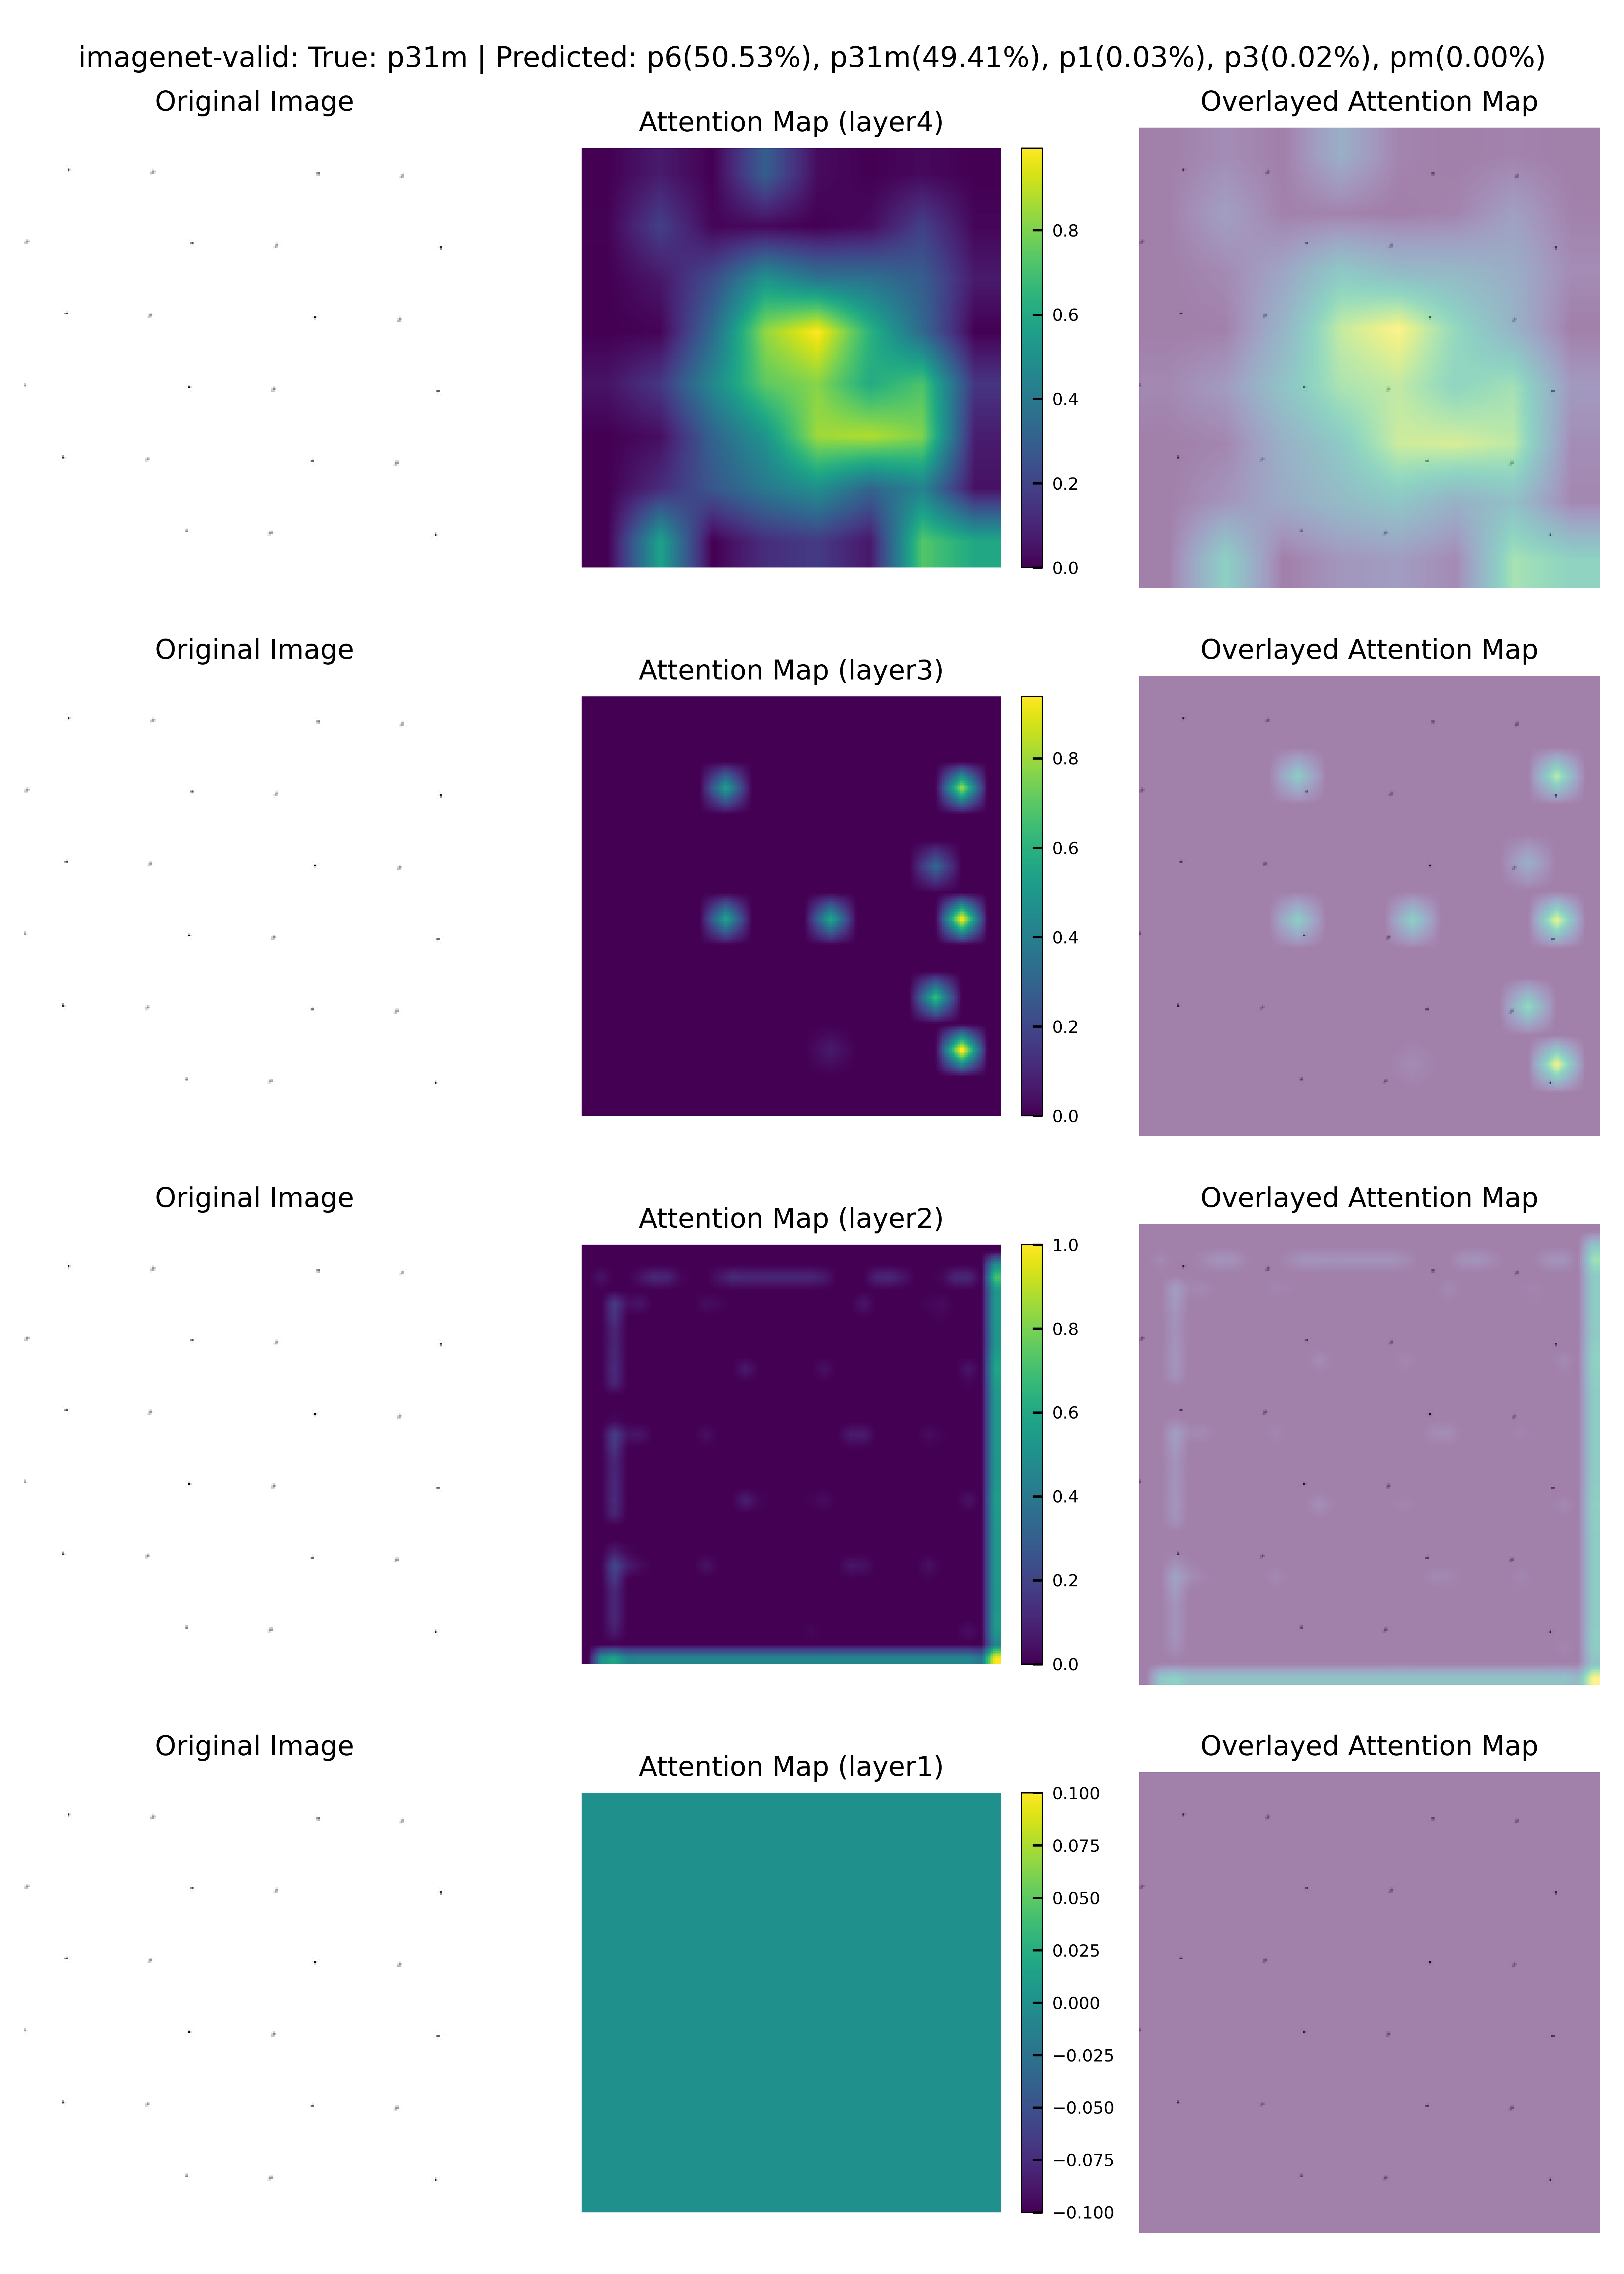 imagenet-valid: True: p31m | Predicted: p6(50.53%), p31m(49.41%), p1(0.03%), p3(0.02%), pm(0.00%)
Original Image
Attention Map (layer4)
Overlayed Attention Map
0.8
0.6
0.4
0.2
0.0
Original Image
Attention Map (layer3)
Overlayed Attention Map
0.8
0.6
0.4
0.2
0.0
Original Image
Attention Map (layer2)
Overlayed Attention Map
1.0
0.8
0.6
0.4
0.2
0.0
Original Image
Attention Map (layer1)
Overlayed Attention Map
0.100
0.075
0.050
0.025
0.000
−0.025
−0.050
−0.075
−0.100